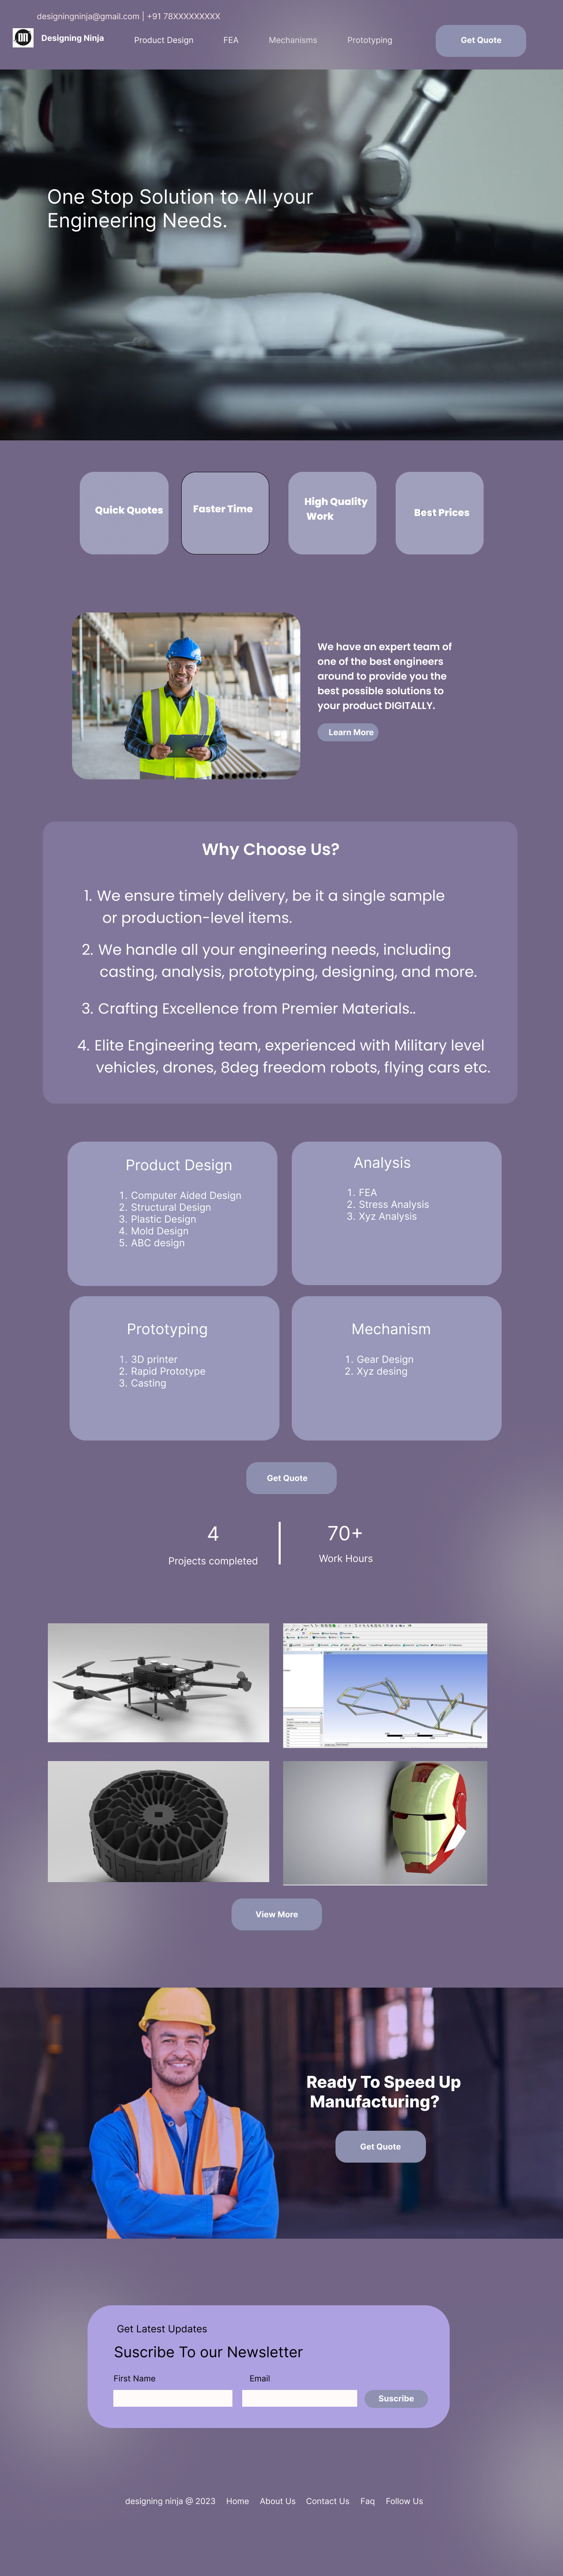 designingninja@gmail.com | +91 78XXXXXXXXX
DN Designing Ninja Product Design FEA Mechanisms Prototyping Get Quote
One Stop Solution to All your
Engineering Needs.
Quick Quotes
Faster Time
High Quality
Work
Best Prices
We have an expert team of
one of the best engineers
around to provide you the
best possible solutions to
your product DIGITALLY.
Learn More
Why Choose Us?
1. We ensure timely delivery, be it a single sample
or production-level items.
2. We handle all your engineering needs, including
casting, analysis, prototyping, designing, and more.
3. Crafting Excellence from Premier Materials..
4. Elite Engineering team, experienced with Military level
vehicles, drones, 8deg freedom robots, flying cars etc.
Product Design
1. Computer Aided Design
2. Structural Design
3. Plastic Design
4. Mold Design
5. ABC design
Analysis
1. FEA
2. Stress Analysis
3. Xyz Analysis
Prototyping
1. 3D printer
2. Rapid Prototype
3. Casting
Mechanism
1. Gear Design
2. Xyz desing
Get Quote
4
Projects completed
70+
Work Hours
View More
Ready To Speed Up
Manufacturing?
Get Quote
Get Latest Updates
Suscribe To our Newsletter
First Name
Email
Suscribe
designing ninja @ 2023 Home About Us Contact Us Faq Follow Us